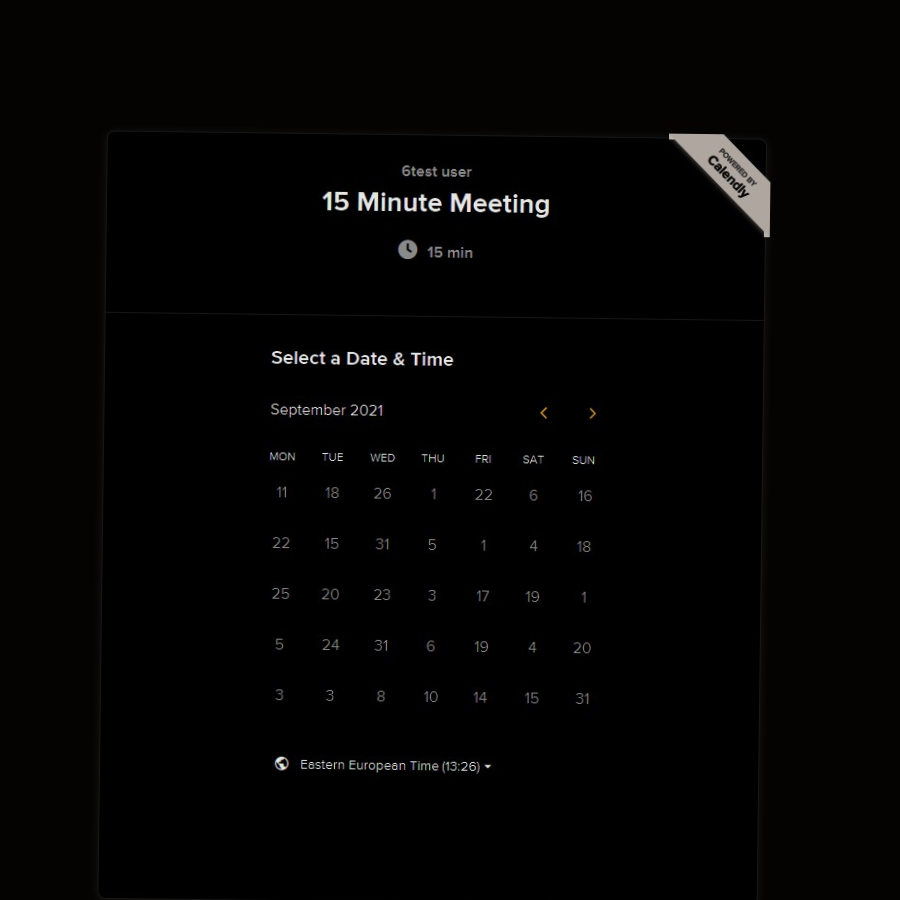 POWERED BY
Calendly
6test user
15 Minute Meeting
15 min
Select a Date & Time
September 2021
MON TUE WED THU FRI SAT SUN
11 18 26 1 22 6 16
22 15 31 5 1 4 18
25 20 23 3 17 19 1
5 24 31 6 19 4 20
3 3 8 10 14 15 31
Eastern European Time (13:26)